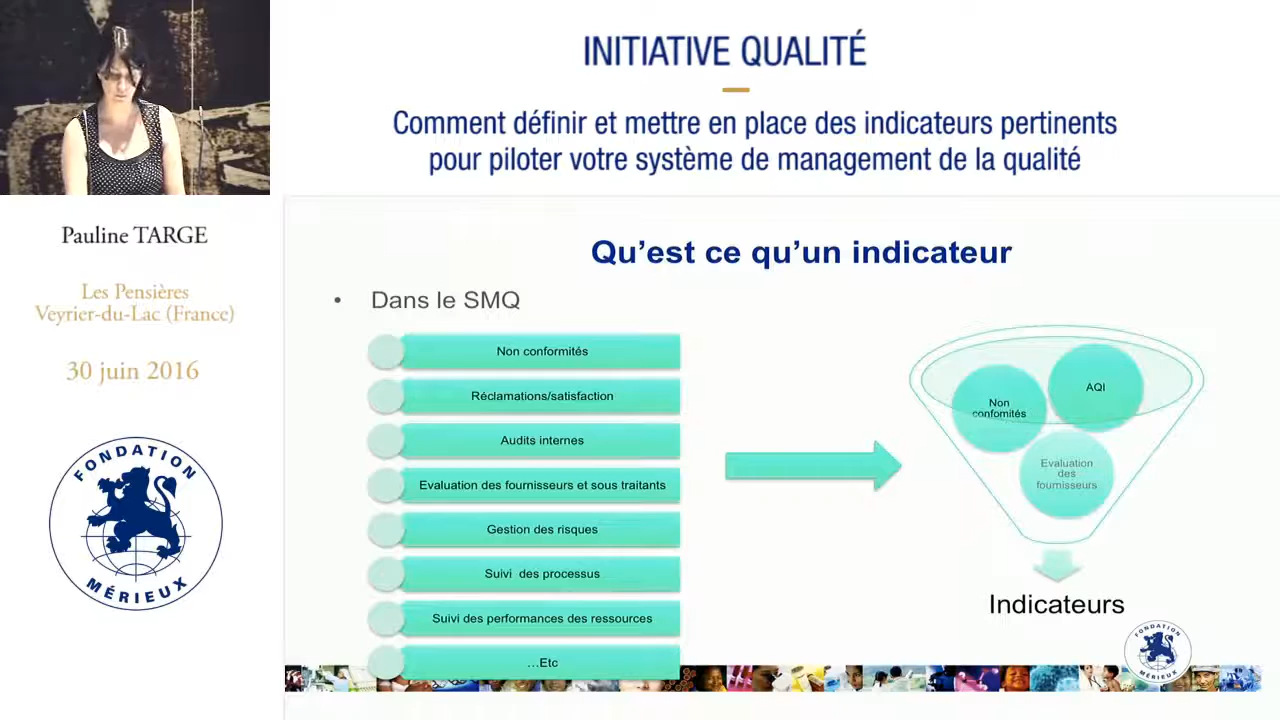 INITIATIVE QUALITÉ
Comment définir et mettre en place des indicateurs pertinents
pour piloter votre système de management de la qualité
Pauline TARGE
Les Pensières
Veyrier-du-Lac (France)
30 juin 2016
FONDATION
MÉRIEUX
Qu’est ce qu’un indicateur
• Dans le SMQ
Non conformités
Réclamations/satisfaction
Audits internes
Evaluation des fournisseurs et sous traitants
Gestion des risques
Suivi des processus
Suivi des performances des ressources
…Etc
AQI
Non
confomités
Evaluation
des
fournisseurs
Indicateurs
FONDATION
MÉRIEUX